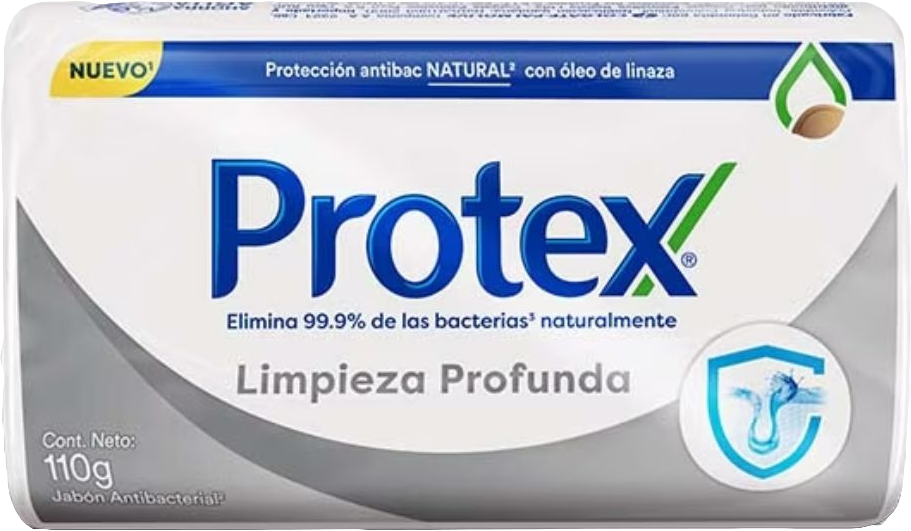 NUEVO¹
Protección antibac NATURAL² con óleo de linaza
Protex®
Elimina 99.9% de las bacterias³ naturalmente
Limpieza Profunda
Cont. Neto:
110g
Jabón Antibacterial²